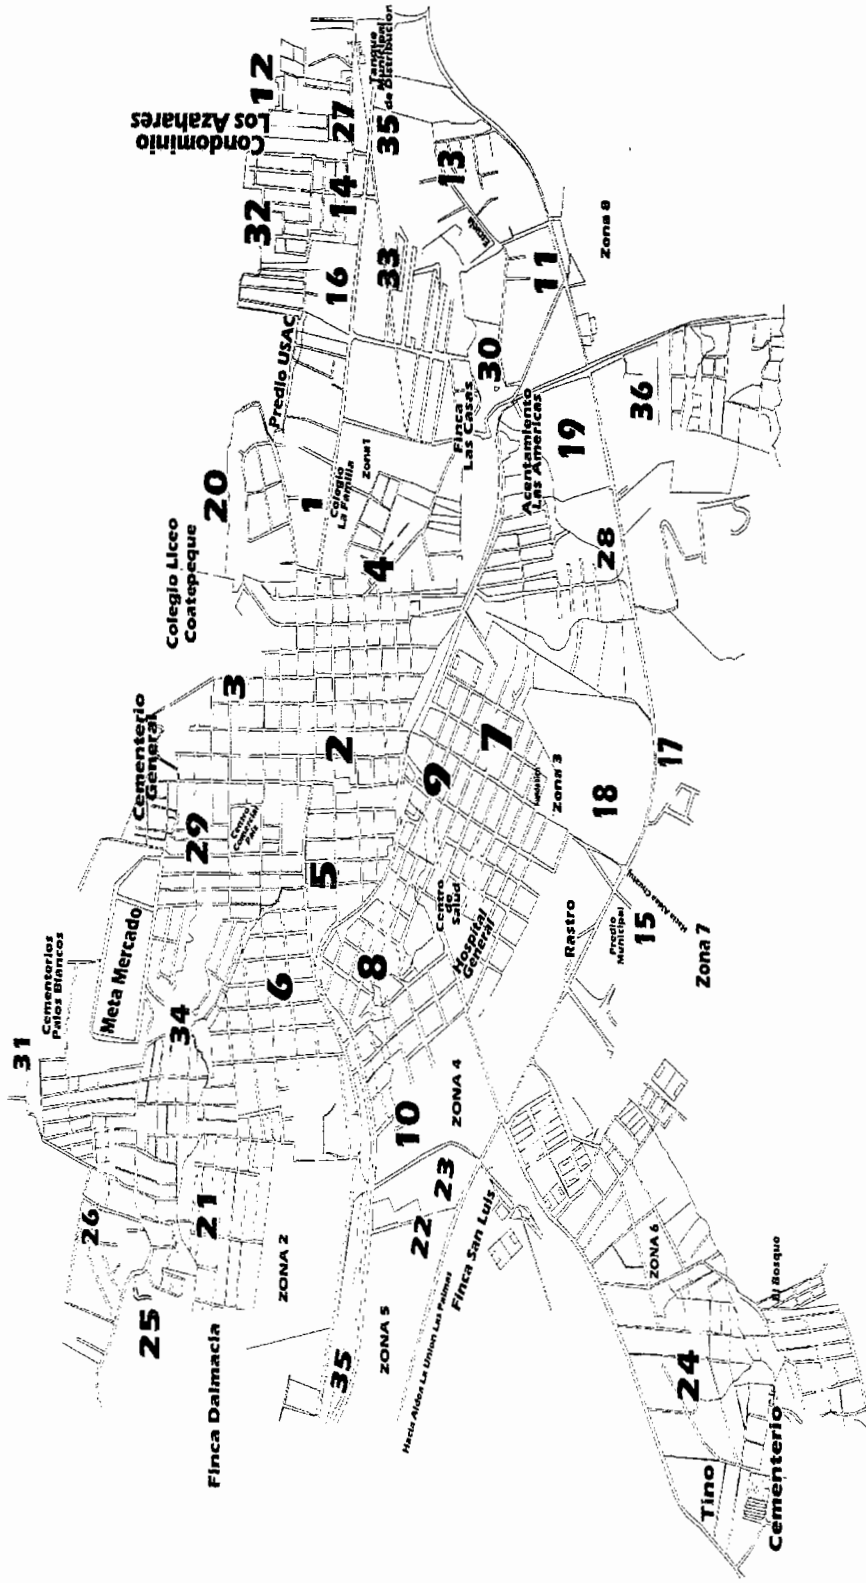 31
Cementerios
Palos Blancos
26
25
Meta Mercado
34
21
Finca Dalmacia
ZONA 2
Cementerio
General
29
Centro
Comercial
3
Colegio Liceo
Coatepeque
20
6
5
2
1
Colegio
La Familia
Zona 1
4
Predio USAC
16
32
Condominio
Los Azahares
12
14
27
Tanque
Municipal
de Distribucion
35
33
13
Escuela
11
Zona 8
30
Finca
Las Casas
Acentamiento
Las Americas
19
36
28
8
9
7
Centro
de
Salud
Hospital
General
Zona 3
18
17
Rastro
Predio
Municipal
15
Zona 7
10
ZONA 4
23
22
Finca San Luis
Hacia Aldea La Union Las Palmas
35
ZONA 5
ZONA 6
El Bosque
24
Tino
Cementerio